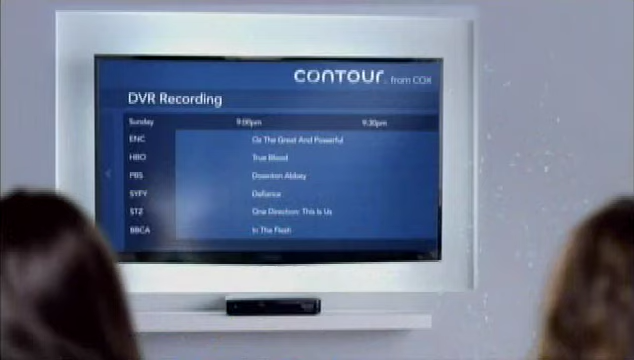 contour from COX
DVR Recording
Sunday 9:00pm 9:30pm
ENC Oz The Great And Powerful
HBO True Blood
PBS Downton Abbey
SYFY Defiance
STZ One Direction: This Is Us
BBCA In The Flesh